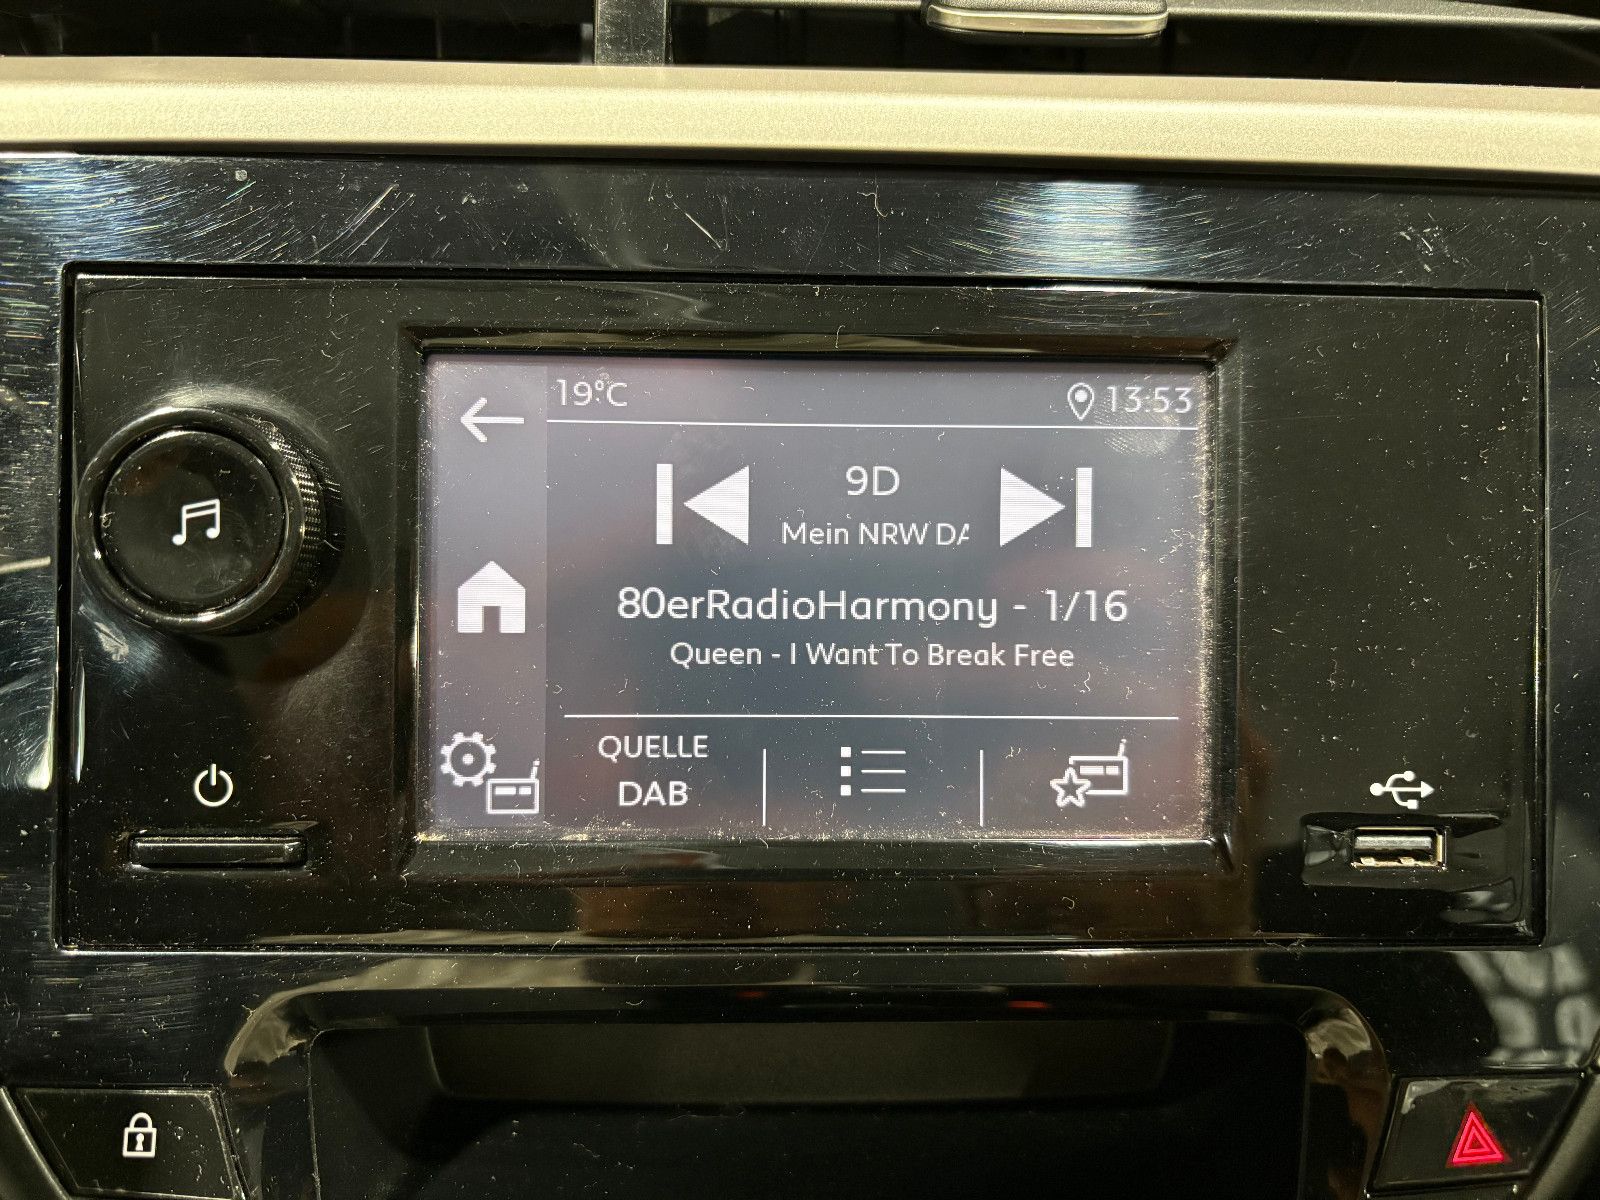 19°C
13:53
9D
Mein NRW DA
80erRadioHarmony - 1/16
Queen - I Want To Break Free
QUELLE
DAB